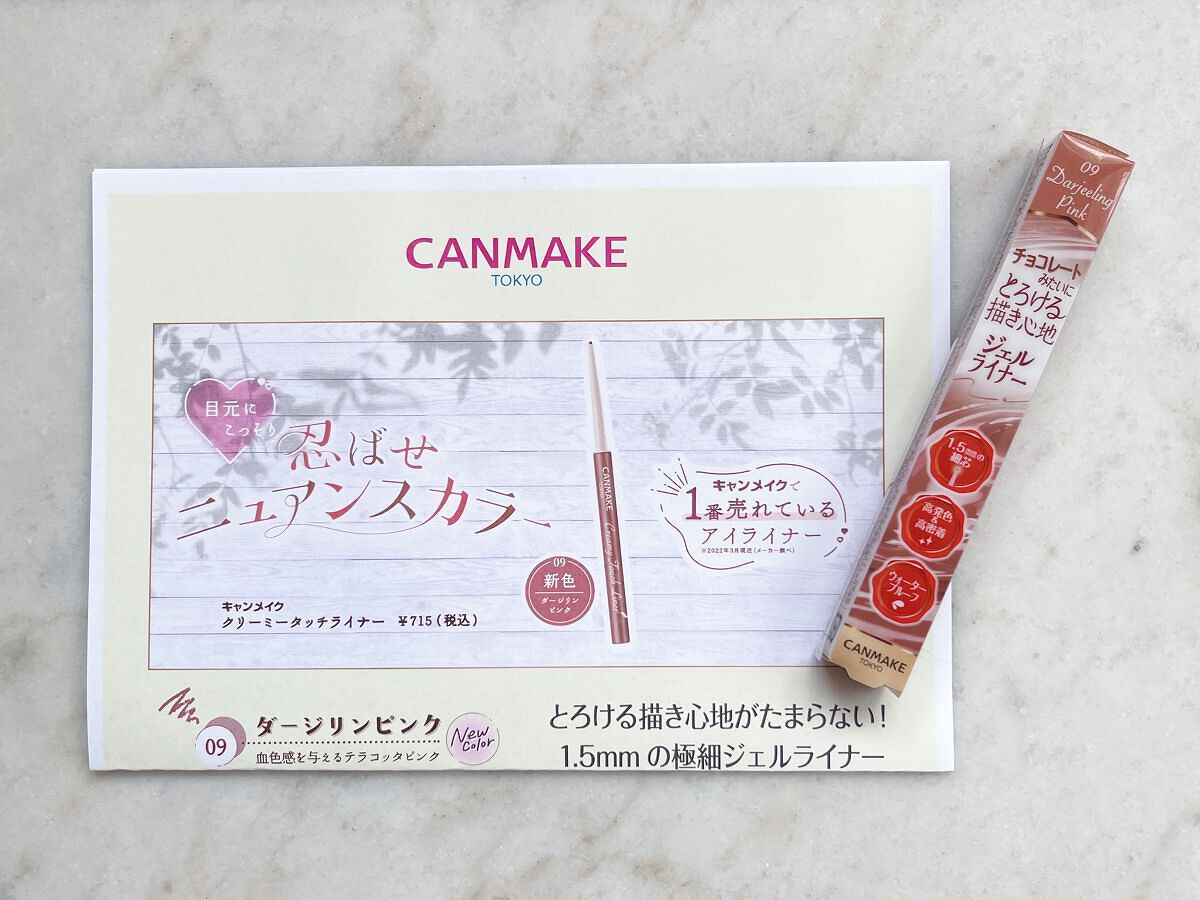 CANMAKE
TOKYO
目元に
こっそり
忍ばせ
ニュアンスカラー
キャンメイク
クリーミータッチライナー ¥715(税込)
CANMAKE
TOKYO
Creamy Touch Liner
09
新色
ダージリン
ピンク
キャンメイクで
1番売れている
アイライナー
※2022年3月現在(メーカー調べ)
09
ダージリンピンク
血色感を与えるテラコッタピンク
New
Color
とろける描き心地がたまらない!
1.5mmの極細ジェルライナー
09
Darjeeling
Pink
チョコレート
みたいに
とろける
描き心地
ジェル
ライナー
1.5mmの
細芯
高発色
&
高密着
ウォーター
プルーフ
CANMAKE
TOKYO